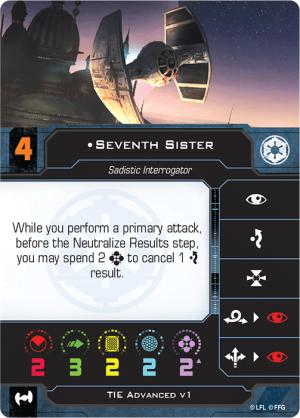 4
•Seventh Sister
Sadistic Interrogator
While you perform a primary attack,
before the Neutralize Results step,
you may spend 2 to cancel 1
result.
2 3 2 2 2
TIE Advanced v1
©LFL ©FFG